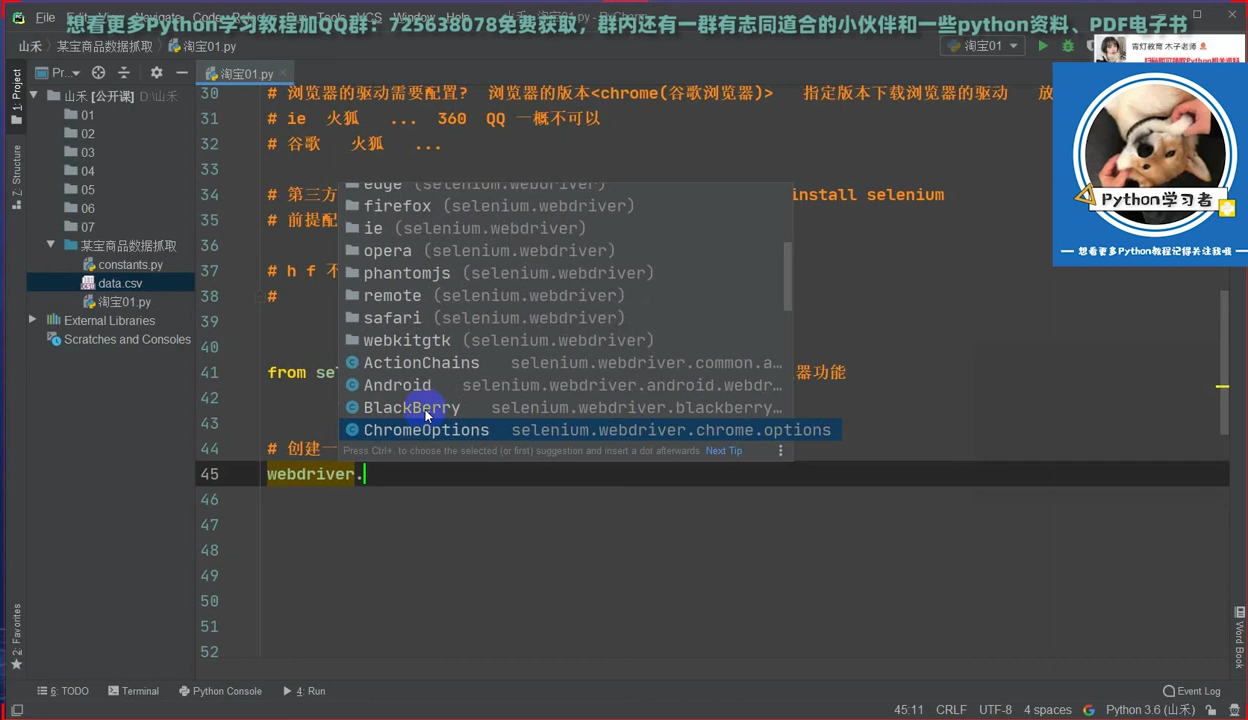 File
Window
Help
想看更多Python学习教程加QQ群：725638078免费获取，群内还有一群有志同道合的小伙伴和一些python资料、PDF电子书
山禾
某宝商品数据抓取
淘宝01.py
淘宝01
青灯教育 木子老师
Pr...
淘宝01.py
1: Project
山禾 [公开课] D:\山禾
01
02
03
04
05
06
07
某宝商品数据抓取
constants.py
data.csv
淘宝01.py
External Libraries
Scratches and Consoles
Z: Structure
2: Favorites
30 # 浏览器的驱动需要配置? 浏览器的版本<chrome(谷歌浏览器)> 指定版本下载浏览器的驱动 放
31 # ie 火狐 ... 360 QQ 一概不可以
32 # 谷歌 火狐 ...
33
34 # 第三方 install selenium
35 # 前提配
36
37 # h f 不
38 #
39
40
41 from se 器功能
42
43
44 # 创建一
45 webdriver.
46
47
48
49
50
51
52
edge (selenium.webdriver)
firefox (selenium.webdriver)
ie (selenium.webdriver)
opera (selenium.webdriver)
phantomjs (selenium.webdriver)
remote (selenium.webdriver)
safari (selenium.webdriver)
webkitgtk (selenium.webdriver)
ActionChains selenium.webdriver.common.a...
Android selenium.webdriver.android.webdr...
BlackBerry selenium.webdriver.blackberry...
ChromeOptions selenium.webdriver.chrome.options
Press Ctrl+. to choose the selected (or first) suggestion and insert a dot afterwards Next Tip
Python学习者
想看更多Python教程记得关注我哦
Word Book
6: TODO
Terminal
Python Console
4: Run
Event Log
45:11 CRLF UTF-8 4 spaces Python 3.6 (山禾)